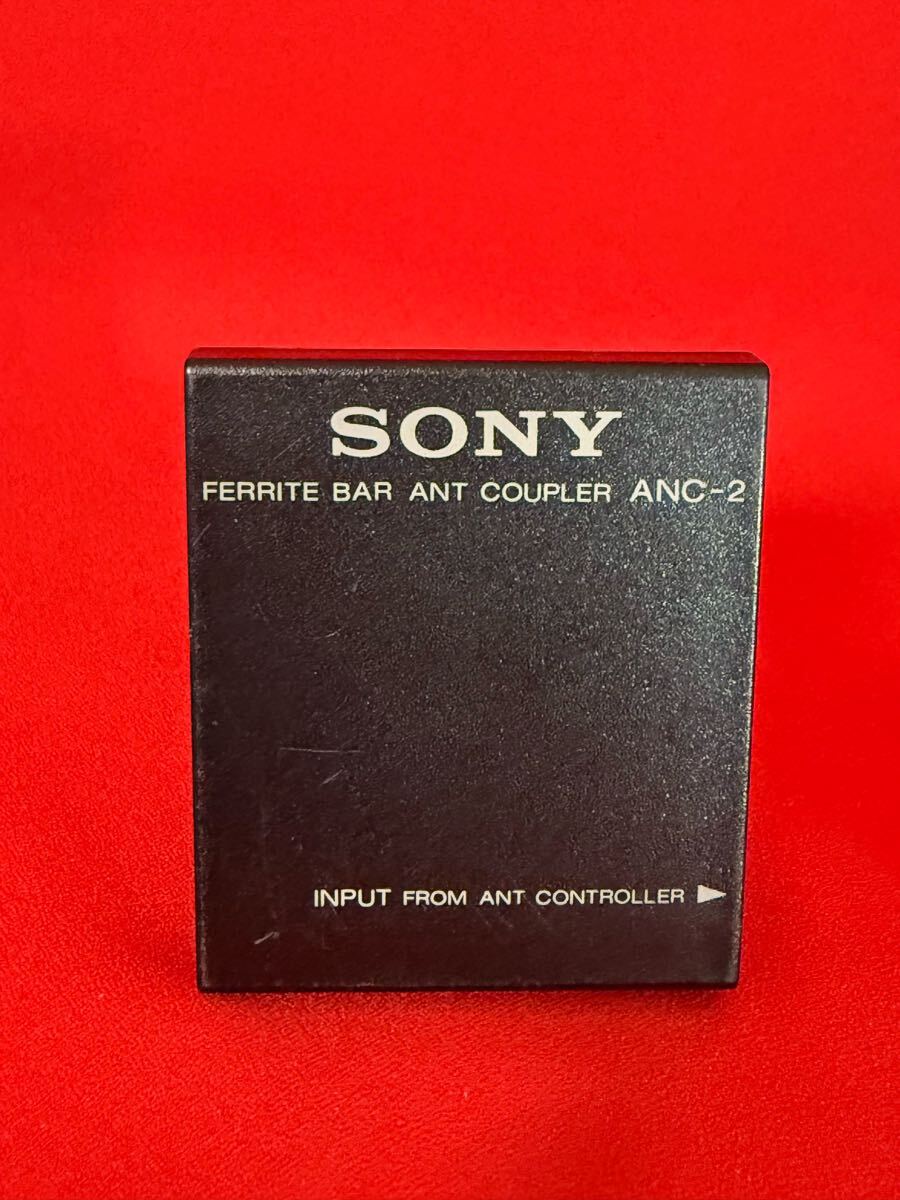 SONY
FERRITE BAR ANT COUPLER ANC-2
INPUT FROM ANT CONTROLLER ▶